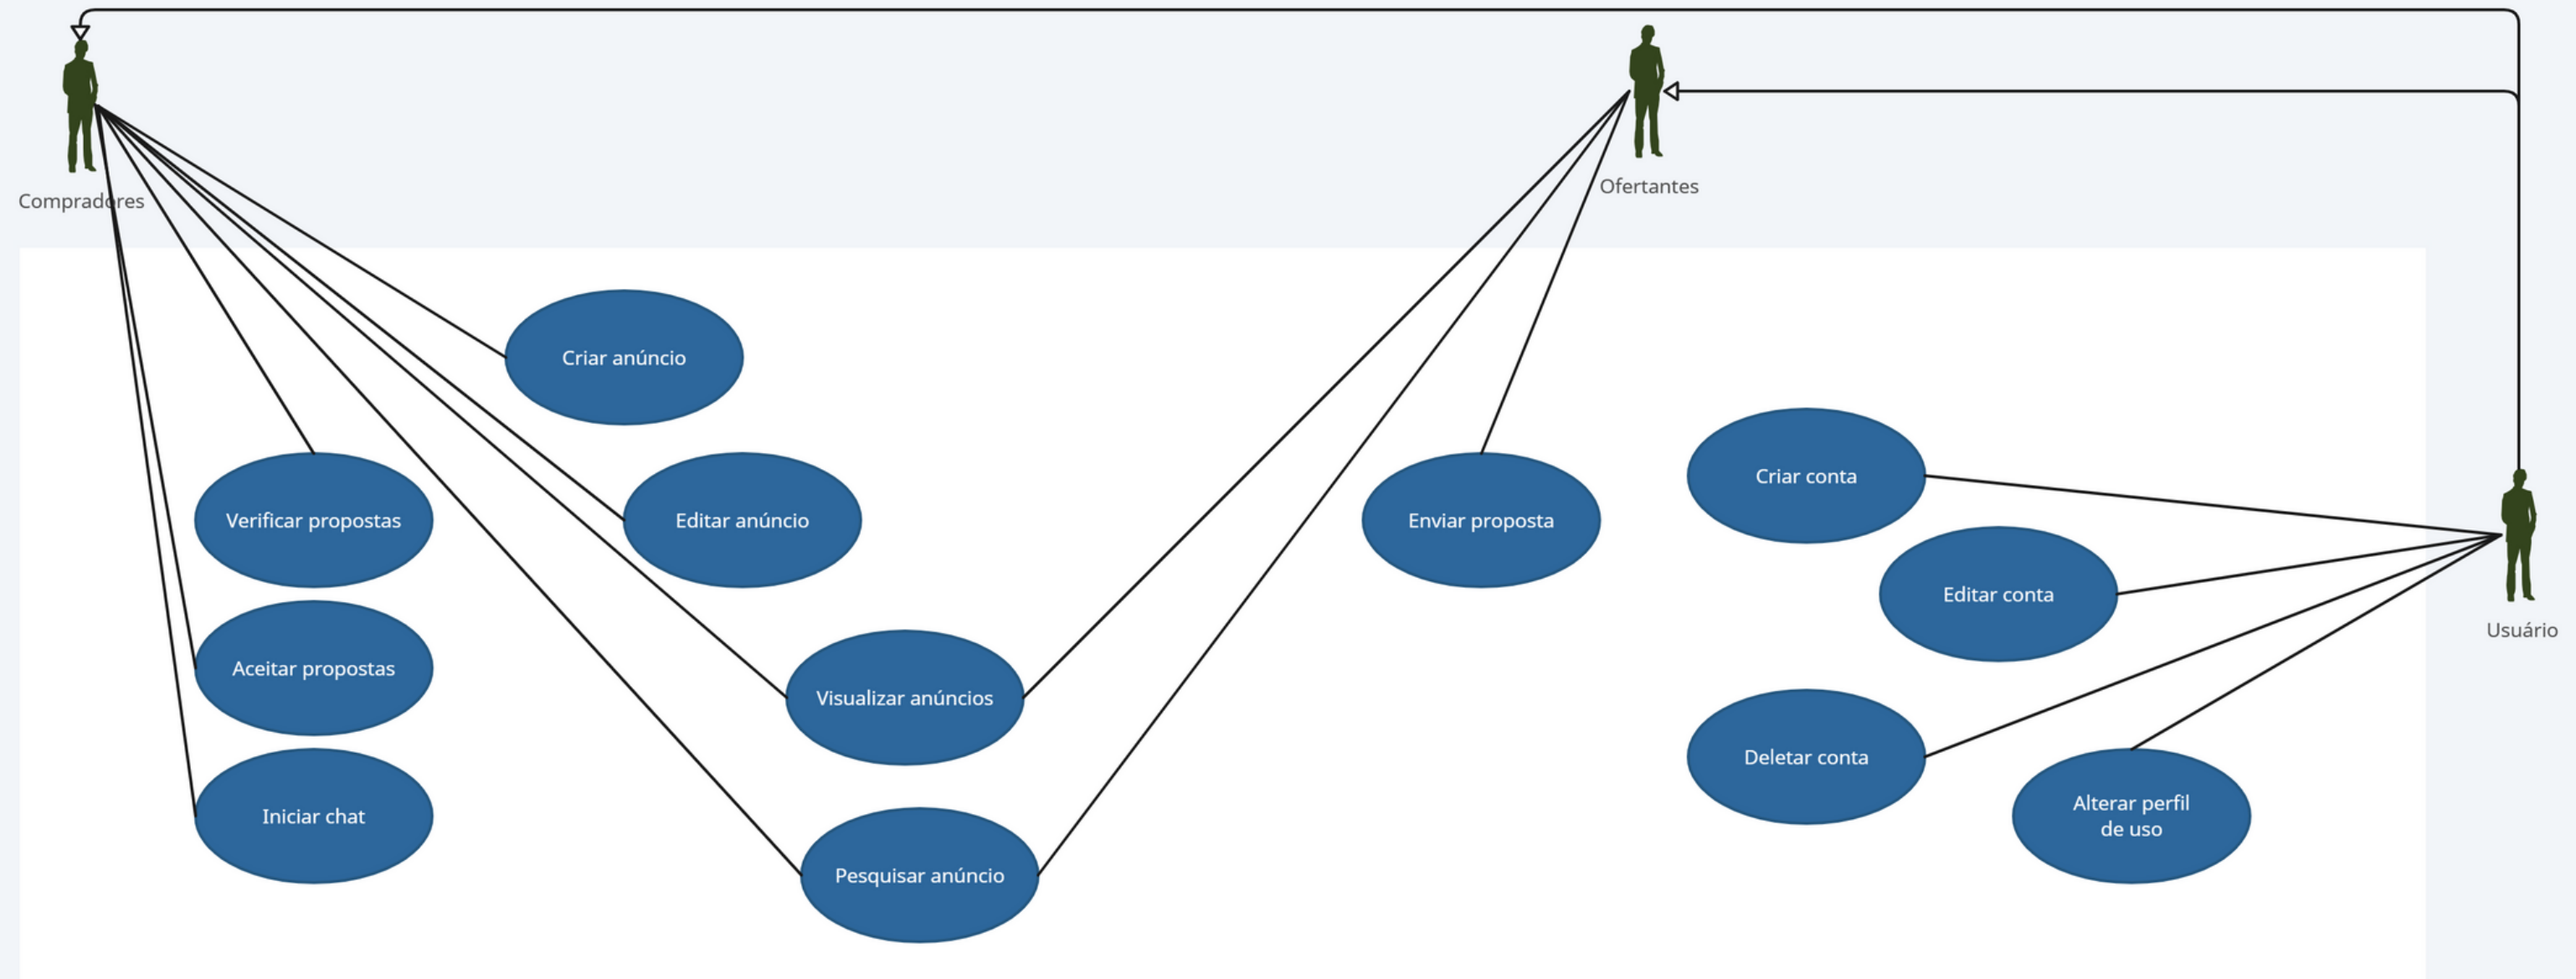 Compradores
Ofertantes
Criar anúncio
Criar conta
Verificar propostas
Editar anúncio
Enviar proposta
Editar conta
Usuário
Aceitar propostas
Visualizar anúncios
Deletar conta
Iniciar chat
Alterar perfil
de uso
Pesquisar anúncio